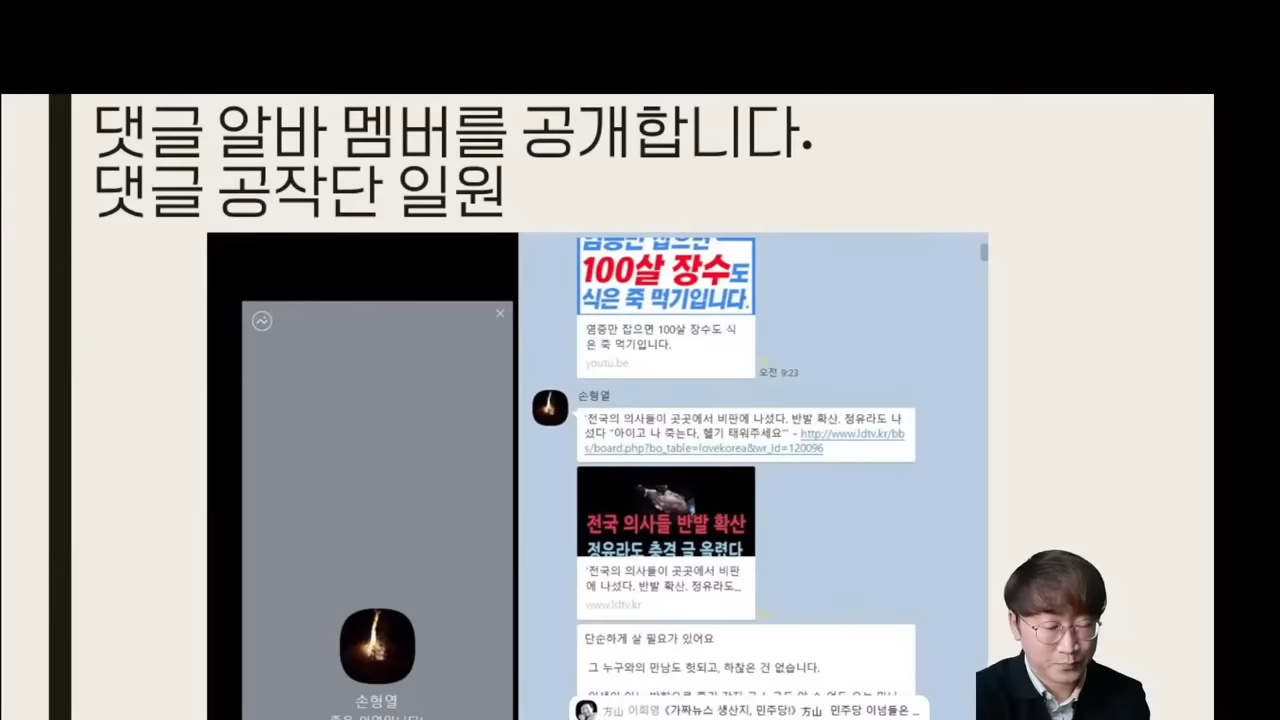 댓글 알바 멤버를 공개합니다.
댓글 공작단 일원
염증만 잡으면
100살 장수도
식은 죽 먹기입니다.
염증만 잡으면 100살 장수도 식
은 죽 먹기입니다.
youtu.be
오전 9:23
손형열
'전국의 의사들이 곳곳에서 비판에 나섰다. 반발 확산. 정유라도 나
섰다 "아이고 나 죽는다, 헬기 태워주세요"' - http://www.ldtv.kr/bb
s/board.php?bo_table=lovekorea&wr_id=120096
전국 의사들 반발 확산
정유라도 충격 글 올렸다
'전국의 의사들이 곳곳에서 비판
에 나섰다. 반발 확산. 정유라도...
www.ldtv.kr
단순하게 살 필요가 있어요
그 누구와의 만남도 헛되고, 하찮은 건 없습니다.
方山 이희영 《가짜뉴스 생산지, 민주당!》 方山 민주당 이넘들은 ...
손형열